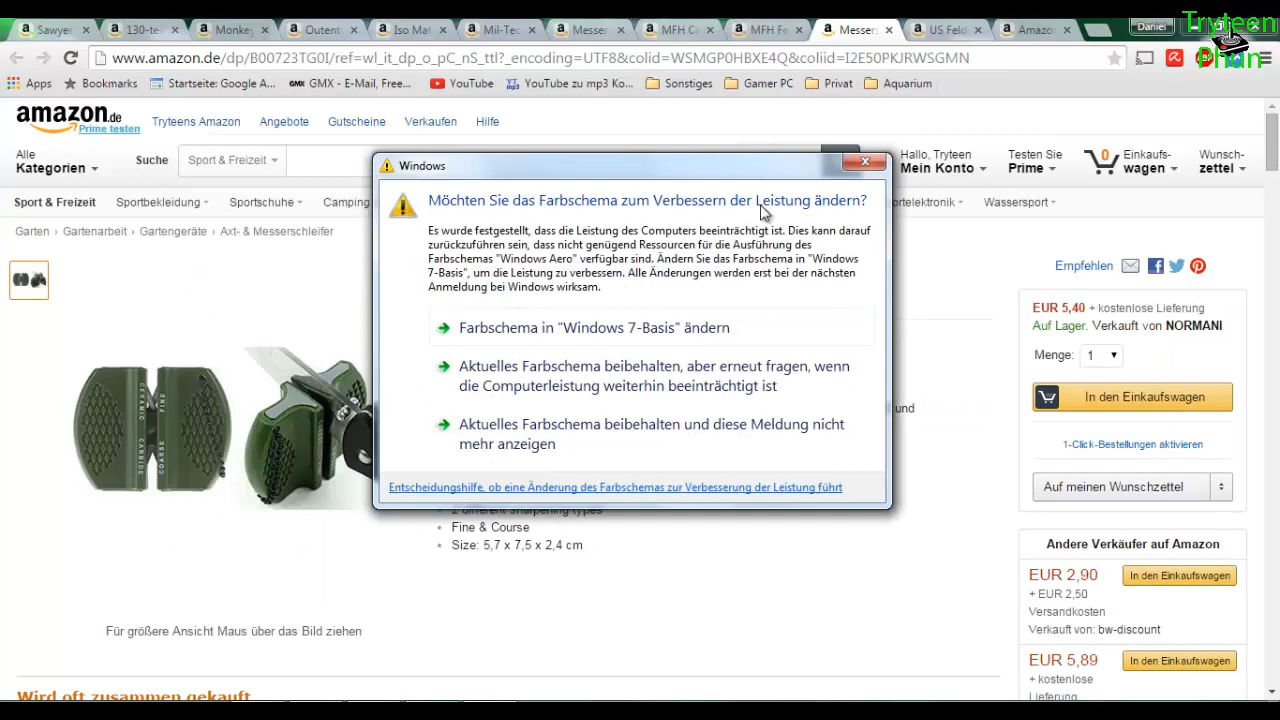 Sawyer
130-te
Monke
Outent
Iso Mat
Mil-Tec
Messer
MFH C
MFH Fe
Messer
US Feld
Amazo
Daniel
Tryteen
Phan
www.amazon.de/dp/B00723TG0I/ref=wl_it_dp_o_pC_nS_ttl?_encoding=UTF8&colid=WSMGP0HBXE4Q&coliid=I2E50PKJRWSGMN
Apps
Bookmarks
Startseite: Google A...
GMX - E-Mail, Free...
YouTube
YouTube zu mp3 Ko...
Sonstiges
Gamer PC
Privat
Aquarium
amazon.de
Prime testen
Tryteens Amazon
Angebote
Gutscheine
Verkaufen
Hilfe
Alle
Kategorien
Suche
Sport & Freizeit
Hallo, Tryteen
Mein Konto
Testen Sie
Prime
0
Einkaufs-
wagen
Wunsch-
zettel
Sport & Freizeit
Sportbekleidung
Sportschuhe
Camping
ortelektronik
Wassersport
Garten › Gartenarbeit › Gartengeräte › Axt- & Messerschleifer
Windows
Möchten Sie das Farbschema zum Verbessern der Leistung ändern?
Es wurde festgestellt, dass die Leistung des Computers beeinträchtigt ist. Dies kann darauf
zurückzuführen sein, dass nicht genügend Ressourcen für die Ausführung des
Farbschemas "Windows Aero" verfügbar sind. Ändern Sie das Farbschema in "Windows
7-Basis", um die Leistung zu verbessern. Alle Änderungen werden erst bei der nächsten
Anmeldung bei Windows wirksam.
Farbschema in "Windows 7-Basis" ändern
Aktuelles Farbschema beibehalten, aber erneut fragen, wenn
die Computerleistung weiterhin beeinträchtigt ist
Aktuelles Farbschema beibehalten und diese Meldung nicht
mehr anzeigen
Entscheidungshilfe, ob eine Änderung des Farbschemas zur Verbesserung der Leistung führt
und
2 different sharpening types
Fine & Course
Size: 5,7 x 7,5 x 2,4 cm
CERAMIC FINE
CARBIDE COARSE
Für größere Ansicht Maus über das Bild ziehen
Wird oft zusammen gekauft
Empfehlen
EUR 5,40 + kostenlose Lieferung
Auf Lager. Verkauft von NORMANI
Menge: 1
In den Einkaufswagen
1-Click-Bestellungen aktivieren
Auf meinen Wunschzettel
Andere Verkäufer auf Amazon
EUR 2,90
In den Einkaufswagen
+ EUR 2,50
Versandkosten
Verkauft von: bw-discount
EUR 5,89
In den Einkaufswagen
+ kostenlose
Lieferung